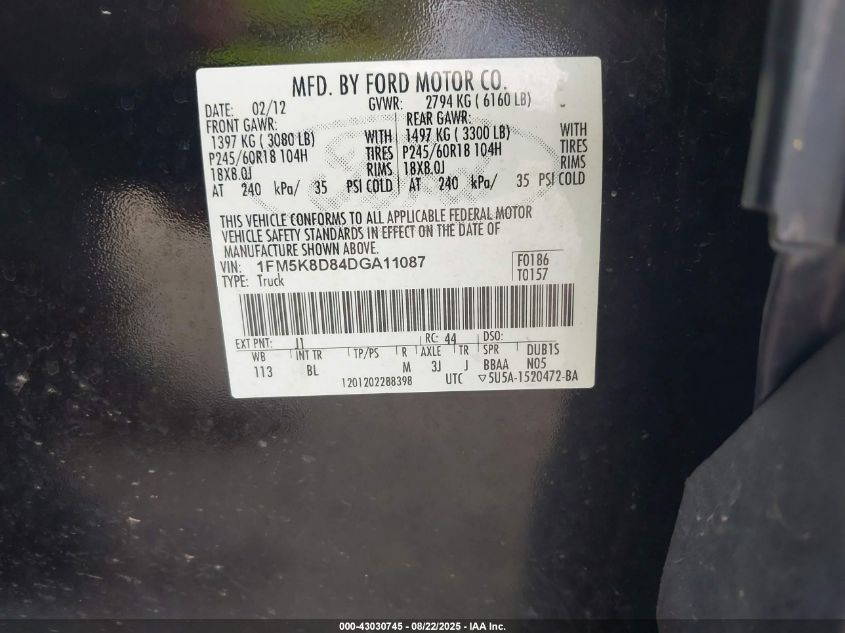 MFD. BY FORD MOTOR CO.
DATE: 02/12 GVWR: 2794 KG ( 6160 LB)
FRONT GAWR: REAR GAWR:
1397 KG ( 3080 LB) WITH 1497 KG ( 3300 LB) WITH
P245/60R18 104H TIRES P245/60R18 104H TIRES
18X8.0J RIMS 18X8.0J RIMS
AT 240 kPa/ 35 PSI COLD AT 240 kPa/ 35 PSI COLD
THIS VEHICLE CONFORMS TO ALL APPLICABLE FEDERAL MOTOR
VEHICLE SAFETY STANDARDS IN EFFECT ON THE DATE OF
MANUFACTURE SHOWN ABOVE.
VIN: 1FM5K8D84DGA11087 F0186
TYPE: Truck T0157
EXT PNT: J1 RC: 44 DSO:
WB INT TR TP/PS R AXLE TR SPR DUB1S
113 BL M 3J J BBAA N05
1201202288398 UTC ▽5U5A-1520472-BA
000-43030745 - 08/22/2025 - IAA Inc.